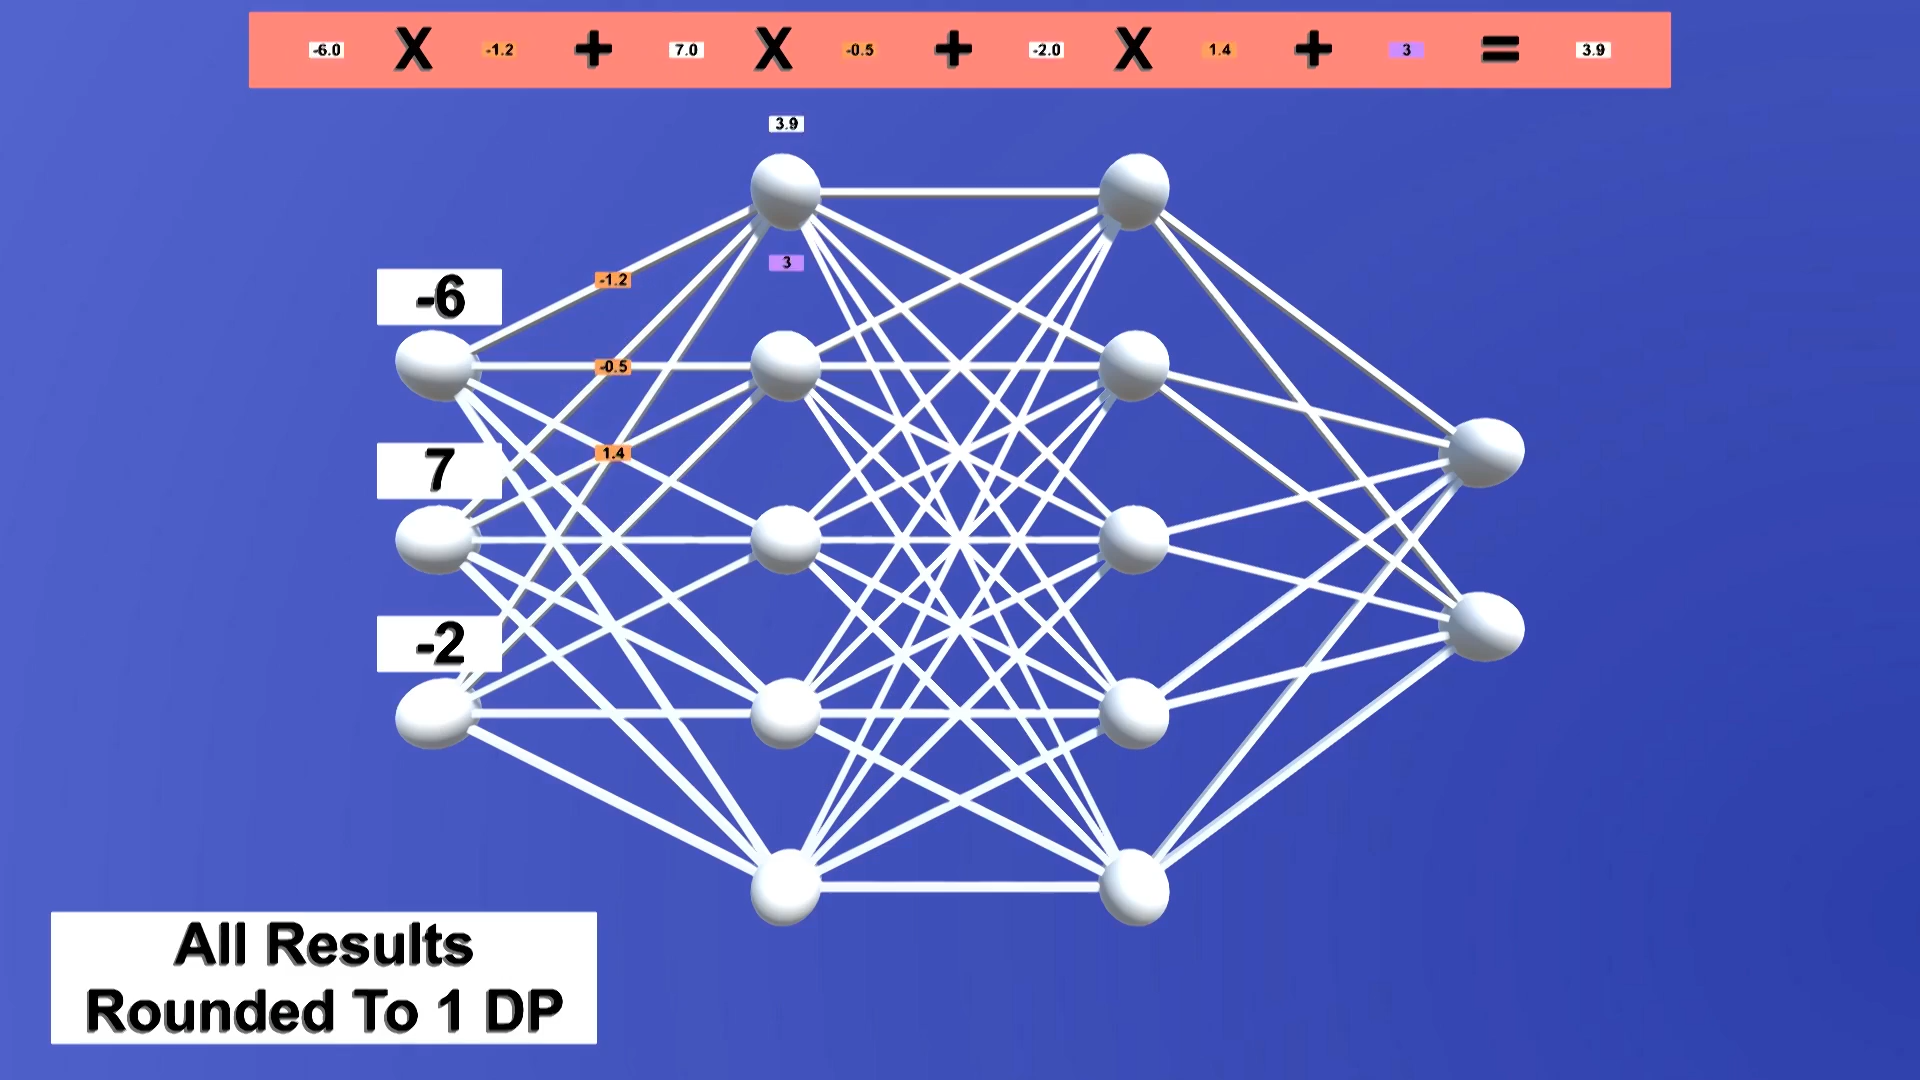 -6.0 X -1.2 + 7.0 X -0.5 + -2.0 X 1.4 + 3 = 3.9
3.9
3
-6
-1.2
-0.5
7
1.4
-2
All Results
Rounded To 1 DP